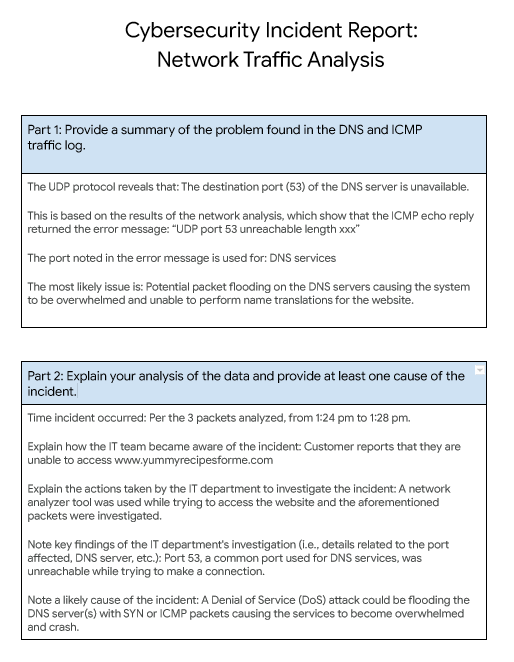 Cybersecurity Incident Report:
Network Traffic Analysis
Part 1: Provide a summary of the problem found in the DNS and ICMP
traffic log.
The UDP protocol reveals that: The destination port (53) of the DNS server is unavailable.
This is based on the results of the network analysis, which show that the ICMP echo reply
returned the error message: “UDP port 53 unreachable length xxx”
The port noted in the error message is used for: DNS services
The most likely issue is: Potential packet flooding on the DNS servers causing the system
to be overwhelmed and unable to perform name translations for the website.
Part 2: Explain your analysis of the data and provide at least one cause of the
incident.
Time incident occurred: Per the 3 packets analyzed, from 1:24 pm to 1:28 pm.
Explain how the IT team became aware of the incident: Customer reports that they are
unable to access www.yummyrecipesforme.com
Explain the actions taken by the IT department to investigate the incident: A network
analyzer tool was used while trying to access the website and the aforementioned
packets were investigated.
Note key findings of the IT department's investigation (i.e., details related to the port
affected, DNS server, etc.): Port 53, a common port used for DNS services, was
unreachable while trying to make a connection.
Note a likely cause of the incident: A Denial of Service (DoS) attack could be flooding the
DNS server(s) with SYN or ICMP packets causing the services to become overwhelmed
and crash.